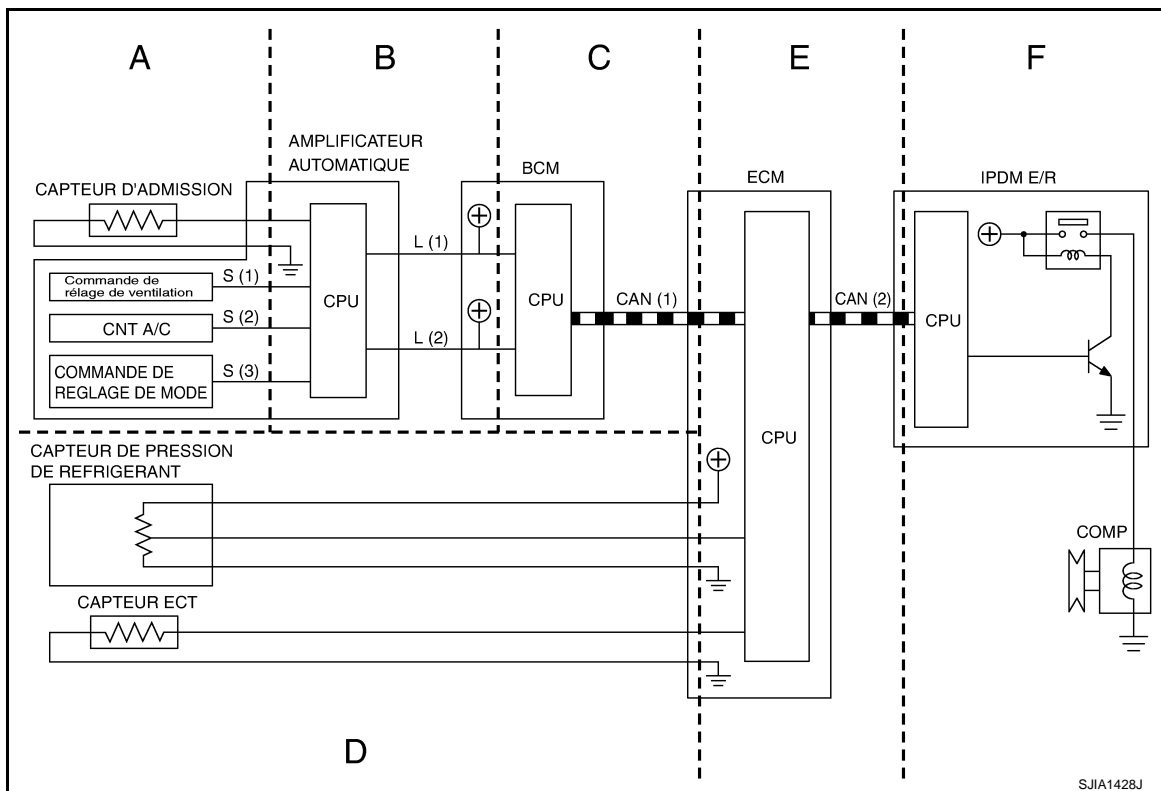 A
B
C
E
F
AMPLIFICATEUR
AUTOMATIQUE
BCM
ECM
IPDM E/R
CAPTEUR D'ADMISSION
L (1)
S (1)
Commande de
rélage de ventilation
CPU
CPU
CAN (1)
CAN (2)
CPU
S (2)
CNT A/C
L (2)
S (3)
COMMANDE DE
REGLAGE DE MODE
CPU
CAPTEUR DE PRESSION
DE REFRIGERANT
COMP
CAPTEUR ECT
D
SJIA1428J